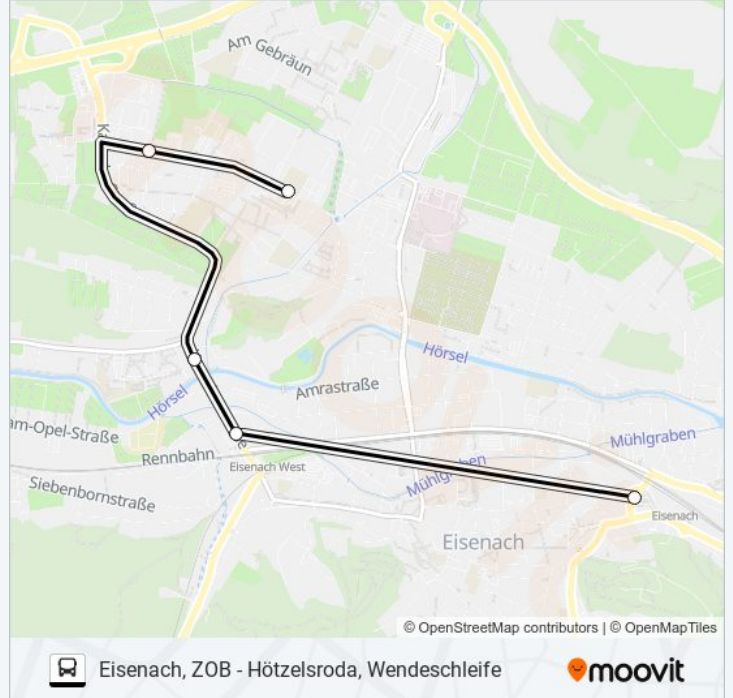 Am Gebräun
K
Hörsel
Amrastraße
Hörsel
am-Opel-Straße
Rennbahn
Mühlgraben
Mühlgraben
Eisenach West
Siebenbornstraße
Eisenach
Eisenach
© OpenStreetMap contributors | © OpenMapTiles
Eisenach, ZOB - Hötzelsroda, Wendeschleife
moovit